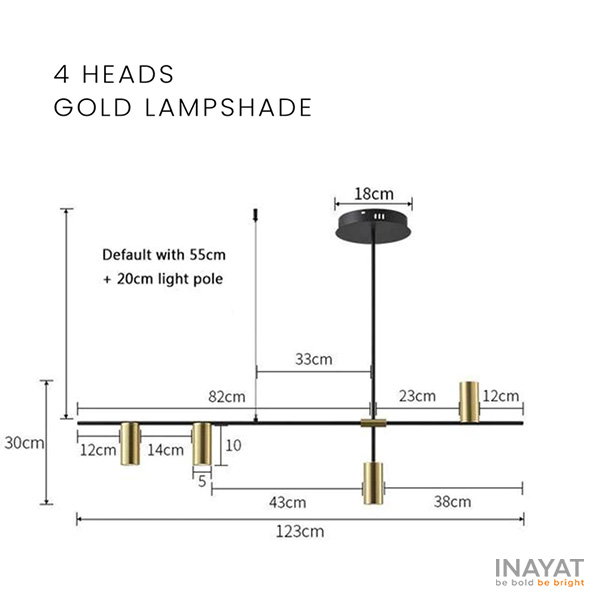 4 HEADS
GOLD LAMPSHADE
18cm
Default with 55cm
+ 20cm light pole
33cm
82cm
23cm
12cm
30cm
12cm
14cm
10
5
43cm
38cm
123cm
INAYAT
be bold be bright